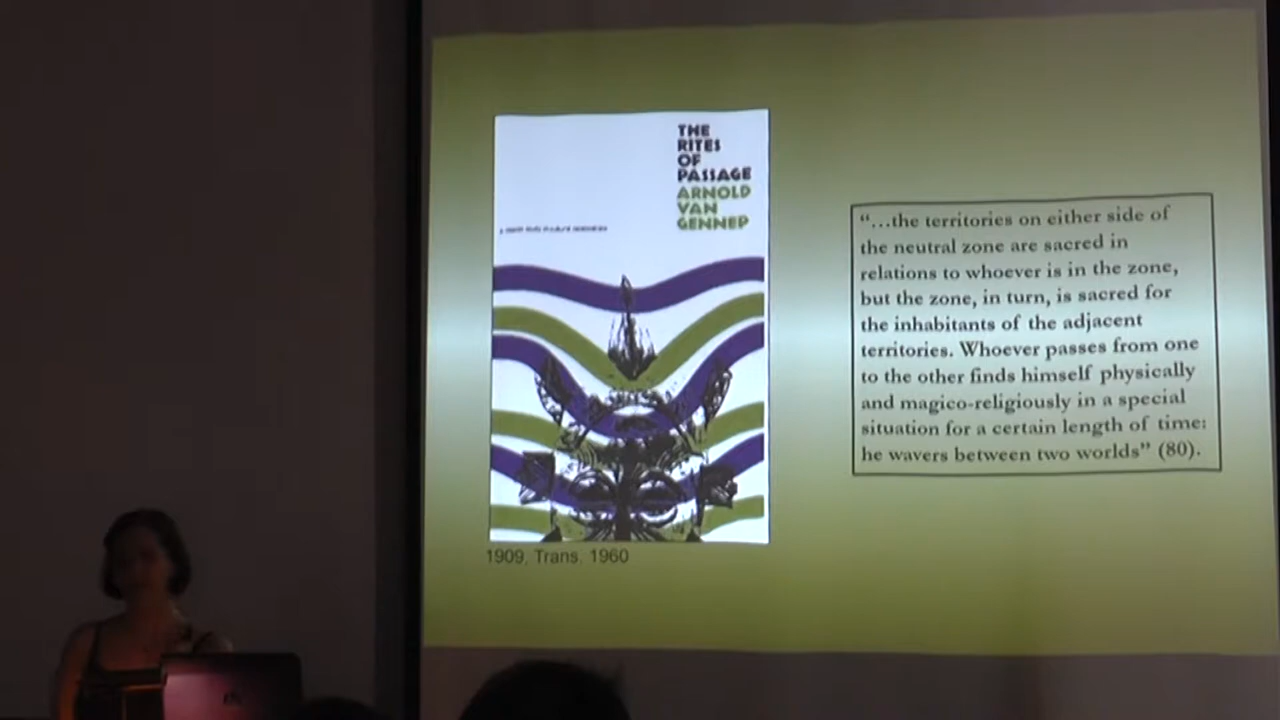 THE
RITES
OF
PASSAGE
ARNOLD
VAN
GENNEP
1909, Trans. 1960
“...the territories on either side of
the neutral zone are sacred in
relations to whoever is in the zone,
but the zone, in turn, is sacred for
the inhabitants of the adjacent
territories. Whoever passes from one
to the other finds himself physically
and magico-religiously in a special
situation for a certain length of time:
he wavers between two worlds” (80).